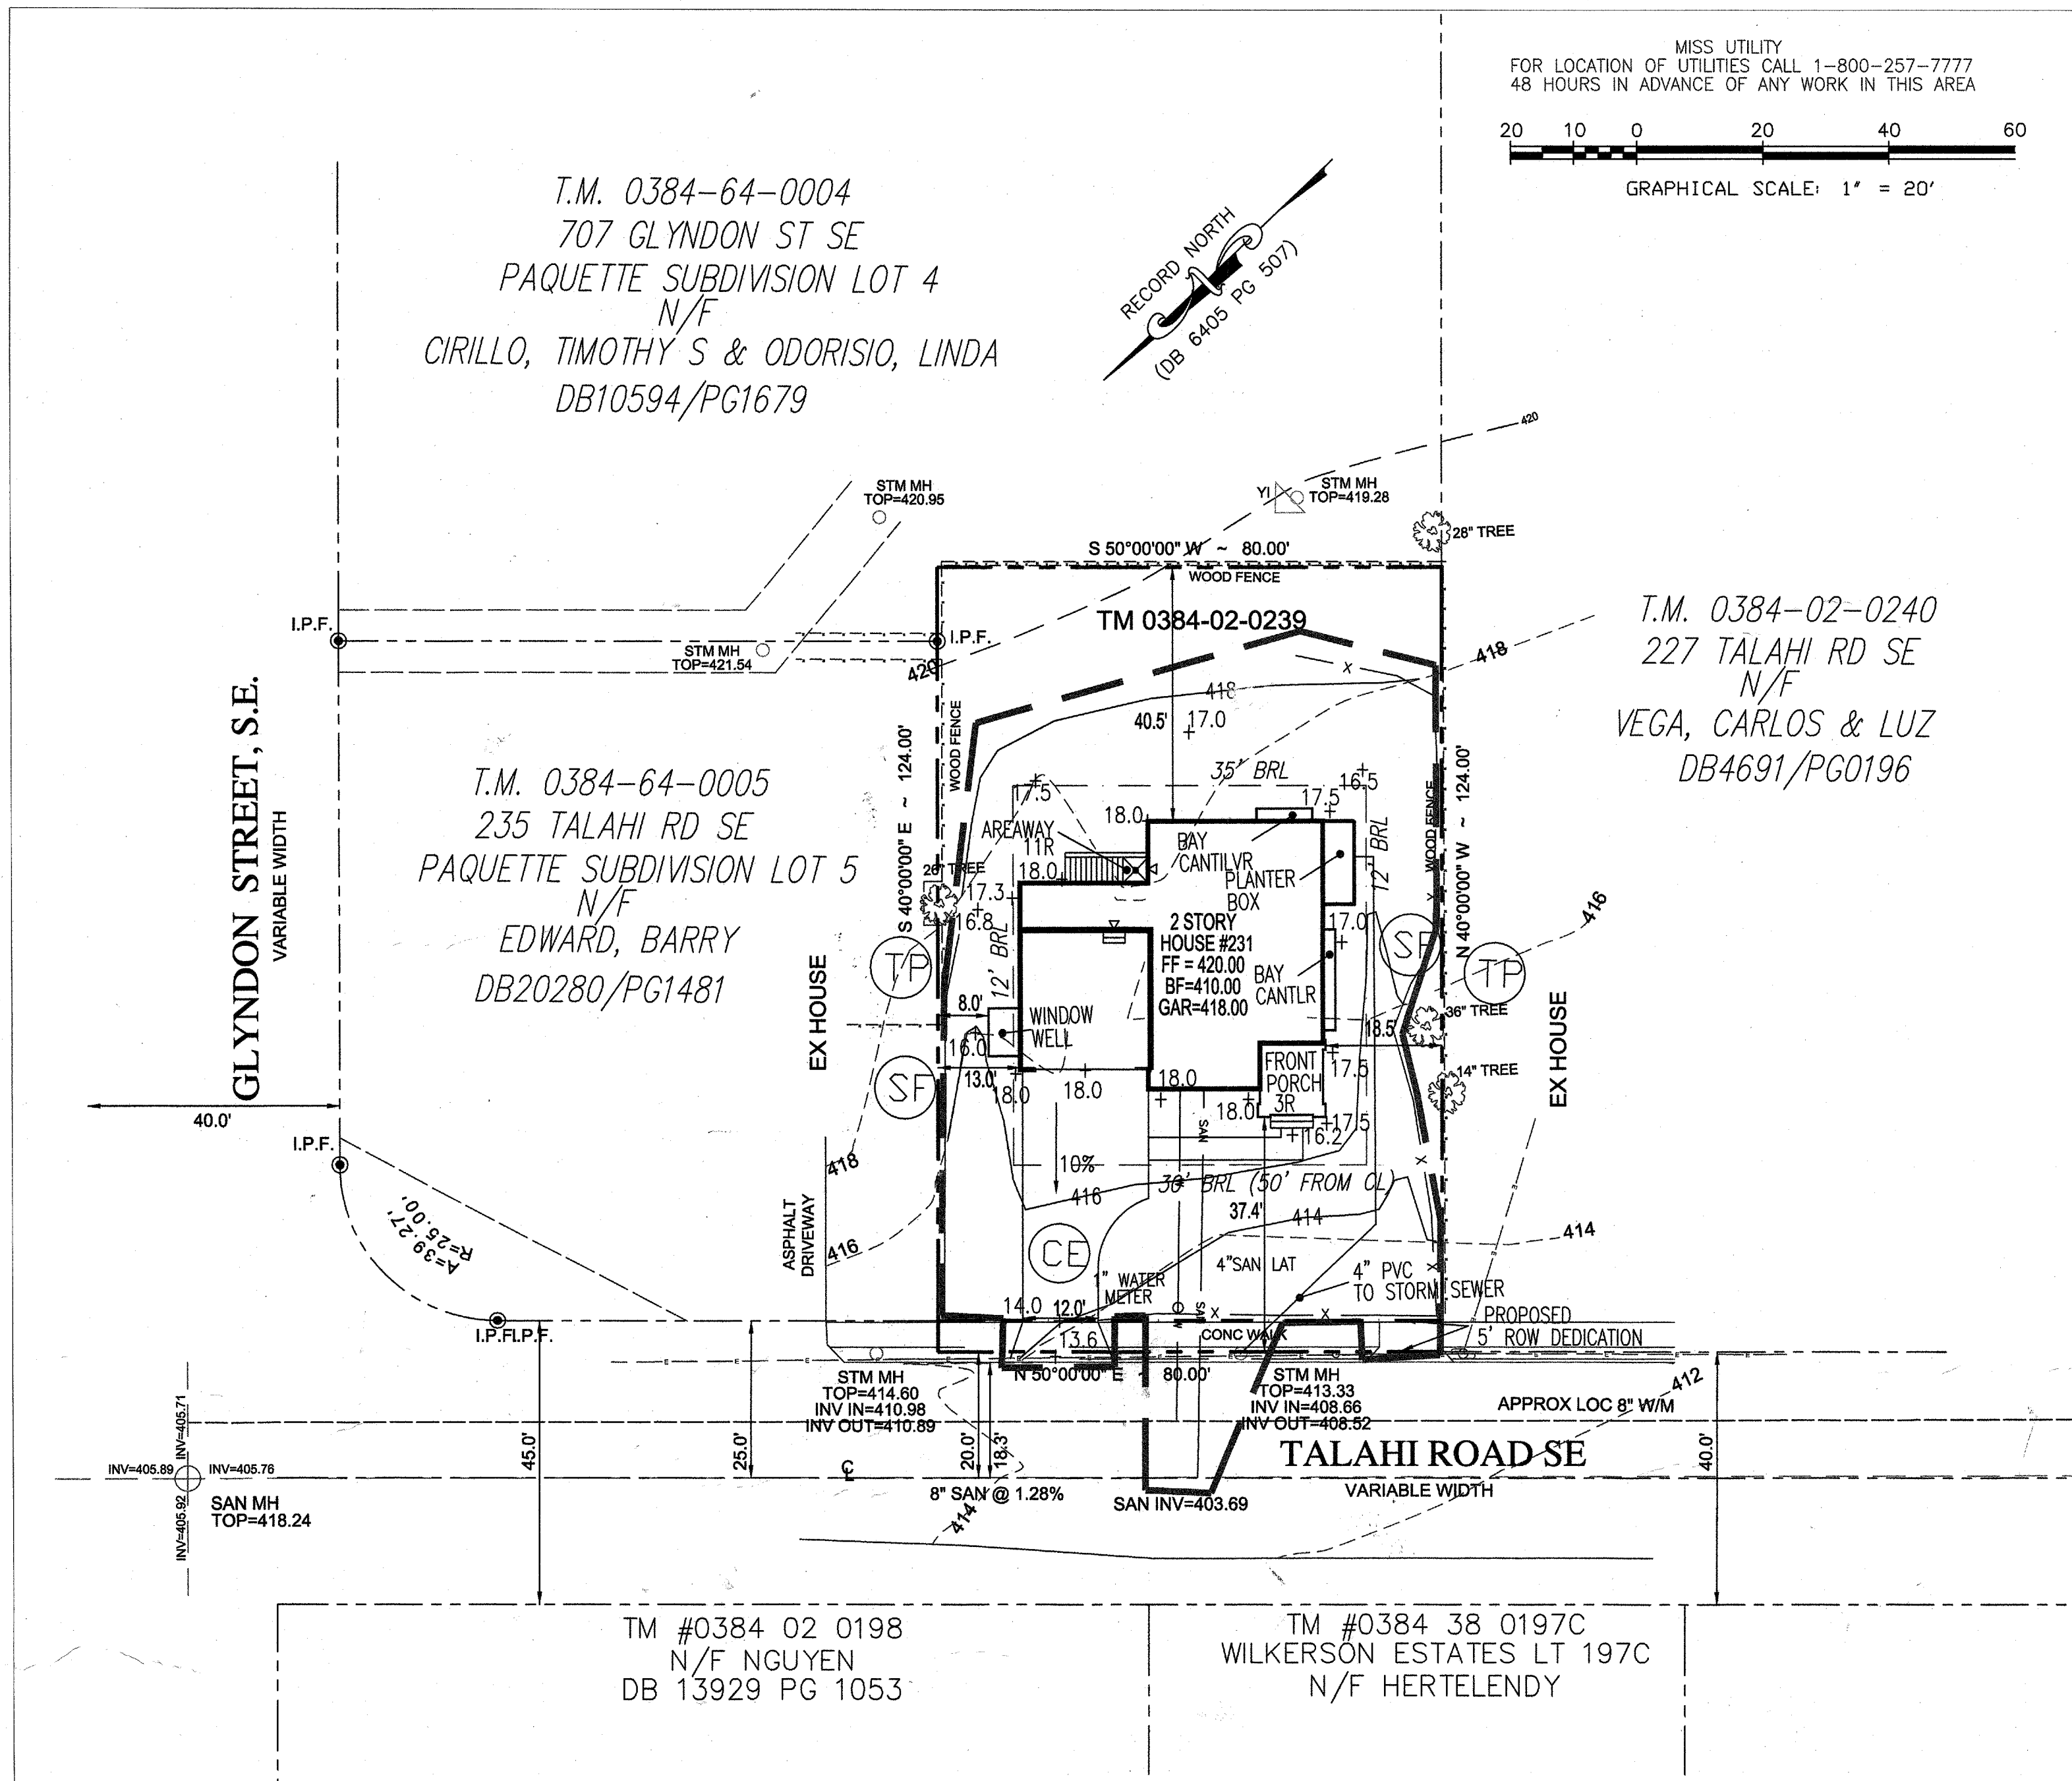 MISS UTILITY
FOR LOCATION OF UTILITIES CALL 1-800-257-7777
48 HOURS IN ADVANCE OF ANY WORK IN THIS AREA
20 10 0 20 40 60
GRAPHICAL SCALE: 1" = 20'
T.M. 0384-64-0004
707 GLYNDON ST SE
PAQUETTE SUBDIVISION LOT 4
N/F
CIRILLO, TIMOTHY S & ODORISIO, LINDA
DB10594/PG1679
RECORD NORTH
(DB 6405 PG 507)
420
STM MH
TOP=420.95
YI
STM MH
TOP=419.28
28" TREE
S 50°00'00" W ~ 80.00'
WOOD FENCE
TM 0384-02-0239
I.P.F.
I.P.F.
STM MH
TOP=421.54
420
418
T.M. 0384-02-0240
227 TALAHI RD SE
N/F
VEGA, CARLOS & LUZ
DB4691/PG0196
GLYNDON STREET, S.E.
VARIABLE WIDTH
T.M. 0384-64-0005
235 TALAHI RD SE
PAQUETTE SUBDIVISION LOT 5
N/F
EDWARD, BARRY
DB20280/PG1481
S 40°00'00" E ~ 124.00'
WOOD FENCE
X
418
40.5'
17.0
35' BRL
16.5
17.5
17.5
18.0
AREAWAY
11R
18.0
BAY
CANTILVR
PLANTER
BOX
12' BRL
WOOD FENCE
N 40°00'00" W ~ 124.00'
26" TREE
17.3
16.8
12' BRL
2 STORY
HOUSE #231
FF = 420.00
BF=410.00
GAR=418.00
BAY
CANTLR
17.0
X
SF
TP
TP
416
EX HOUSE
8.0'
WINDOW
WELL
16.0
13.0'
SF
18.0
18.0
18.0
18.0
FRONT
PORCH
3R
18.5'
17.5
36" TREE
14" TREE
EX HOUSE
17.5
16.2
SAN
X
40.0'
I.P.F.
A=39.27'
R=25.00'
418
416
ASPHALT
DRIVEWAY
10%
416
30' BRL (50' FROM CL)
37.4'
414
414
CE
4"SAN LAT
1" WATER
METER
4" PVC
TO STORM SEWER
X
14.0
12.0'
SAN
W
X
X
PROPOSED
5' ROW DEDICATION
13.6
CONC WALK
I.P.F.
I.P.F.
E E E E E E
N 50°00'00" E ~ 80.00'
STM MH
TOP=414.60
INV IN=410.98
INV OUT=410.89
STM MH
TOP=413.33
INV IN=408.66
INV OUT=408.52
412
APPROX LOC 8" W/M
TALAHI ROAD SE
VARIABLE WIDTH
45.0'
25.0'
20.0'
18.3'
40.0'
CL
INV=405.71
INV=405.89
INV=405.76
INV=405.92
SAN MH
TOP=418.24
8" SAN @ 1.28%
SAN INV=403.69
414
TM #0384 02 0198
N/F NGUYEN
DB 13929 PG 1053
TM #0384 38 0197C
WILKERSON ESTATES LT 197C
N/F HERTELENDY